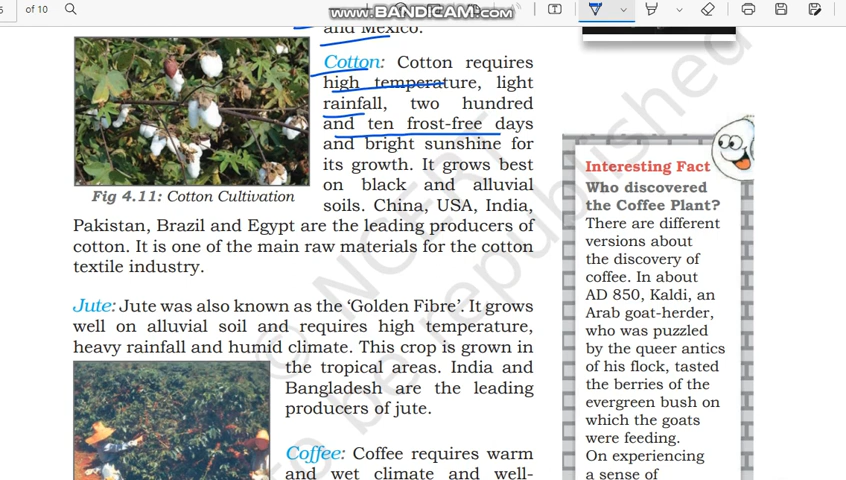 of 10
www.BANDICAM.com
and Mexico.
Cotton: Cotton requires
high temperature, light
rainfall, two hundred
and ten frost-free days
and bright sunshine for
its growth. It grows best
on black and alluvial
soils. China, USA, India,
Fig 4.11: Cotton Cultivation
Pakistan, Brazil and Egypt are the leading producers of
cotton. It is one of the main raw materials for the cotton
textile industry.
Jute: Jute was also known as the ‘Golden Fibre’. It grows
well on alluvial soil and requires high temperature,
heavy rainfall and humid climate. This crop is grown in
the tropical areas. India and
Bangladesh are the leading
producers of jute.
Coffee: Coffee requires warm
and wet climate and well-
Interesting Fact
Who discovered
the Coffee Plant?
There are different
versions about
the discovery of
coffee. In about
AD 850, Kaldi, an
Arab goat-herder,
who was puzzled
by the queer antics
of his flock, tasted
the berries of the
evergreen bush on
which the goats
were feeding.
On experiencing
a sense of
© NCERT
to be republished